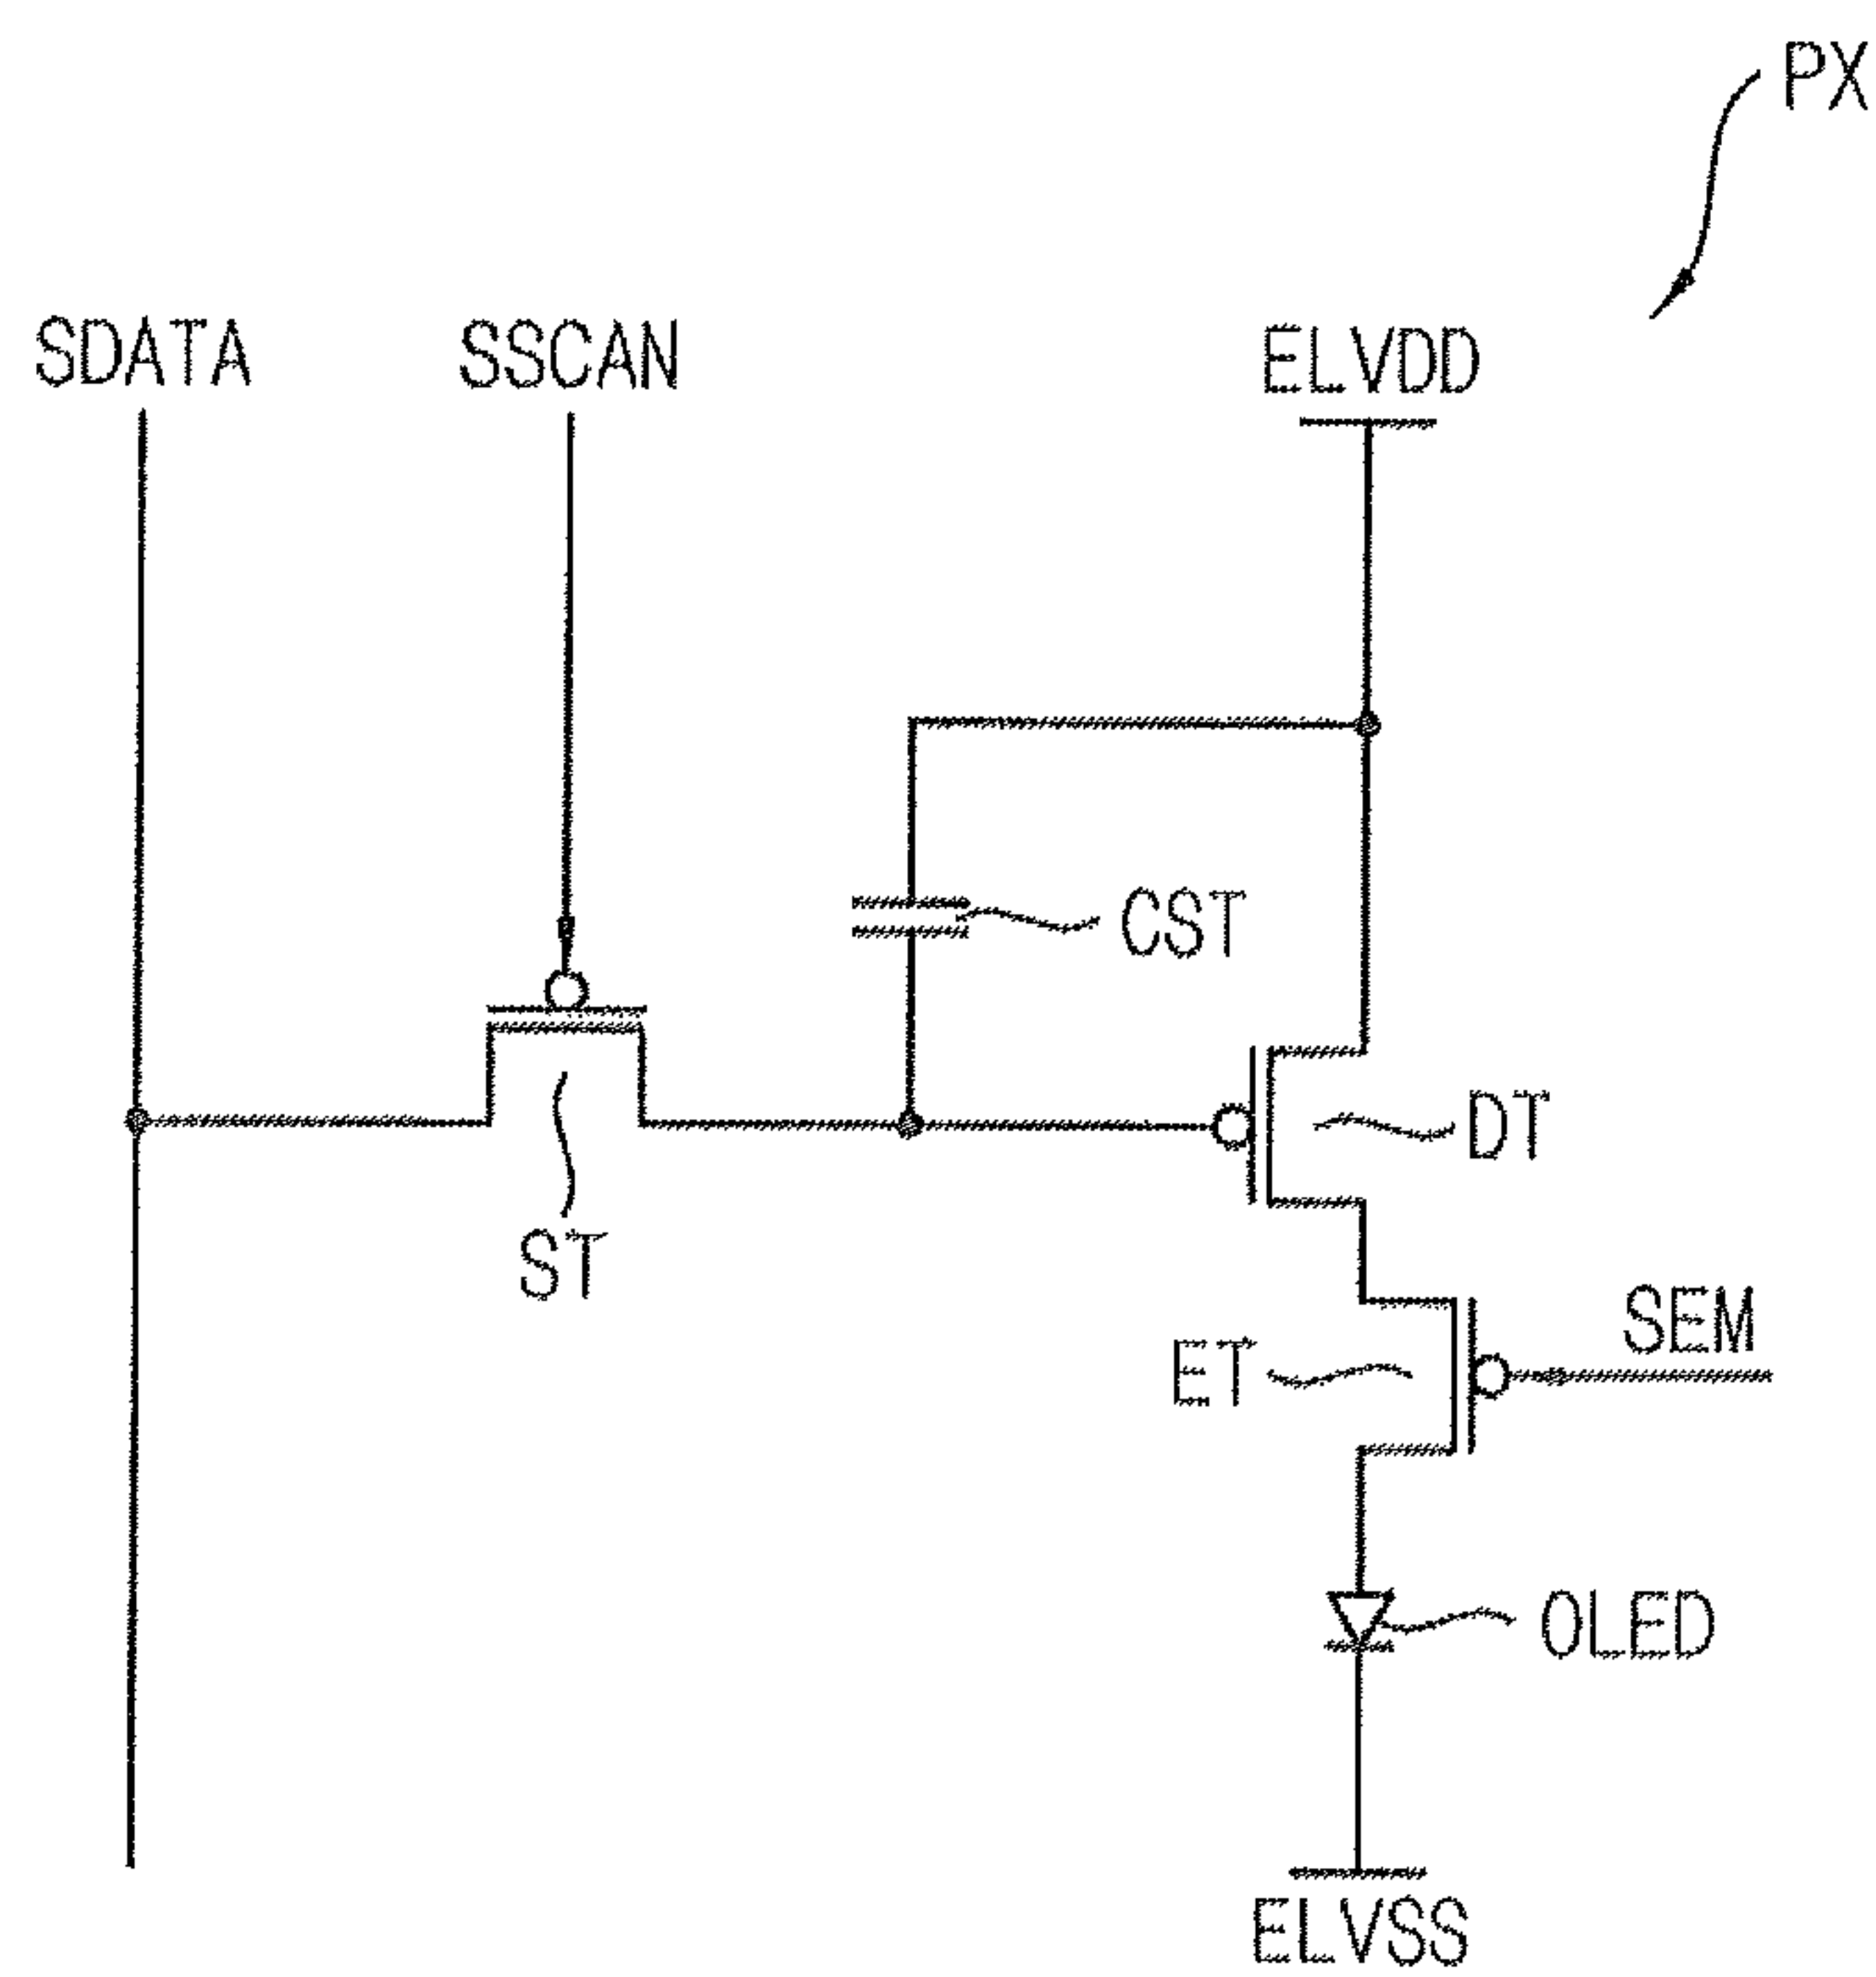 PX
SDATA
SSCAN
ELVDD
CST
DT
ST
SEM
ET
OLED
ELVSS